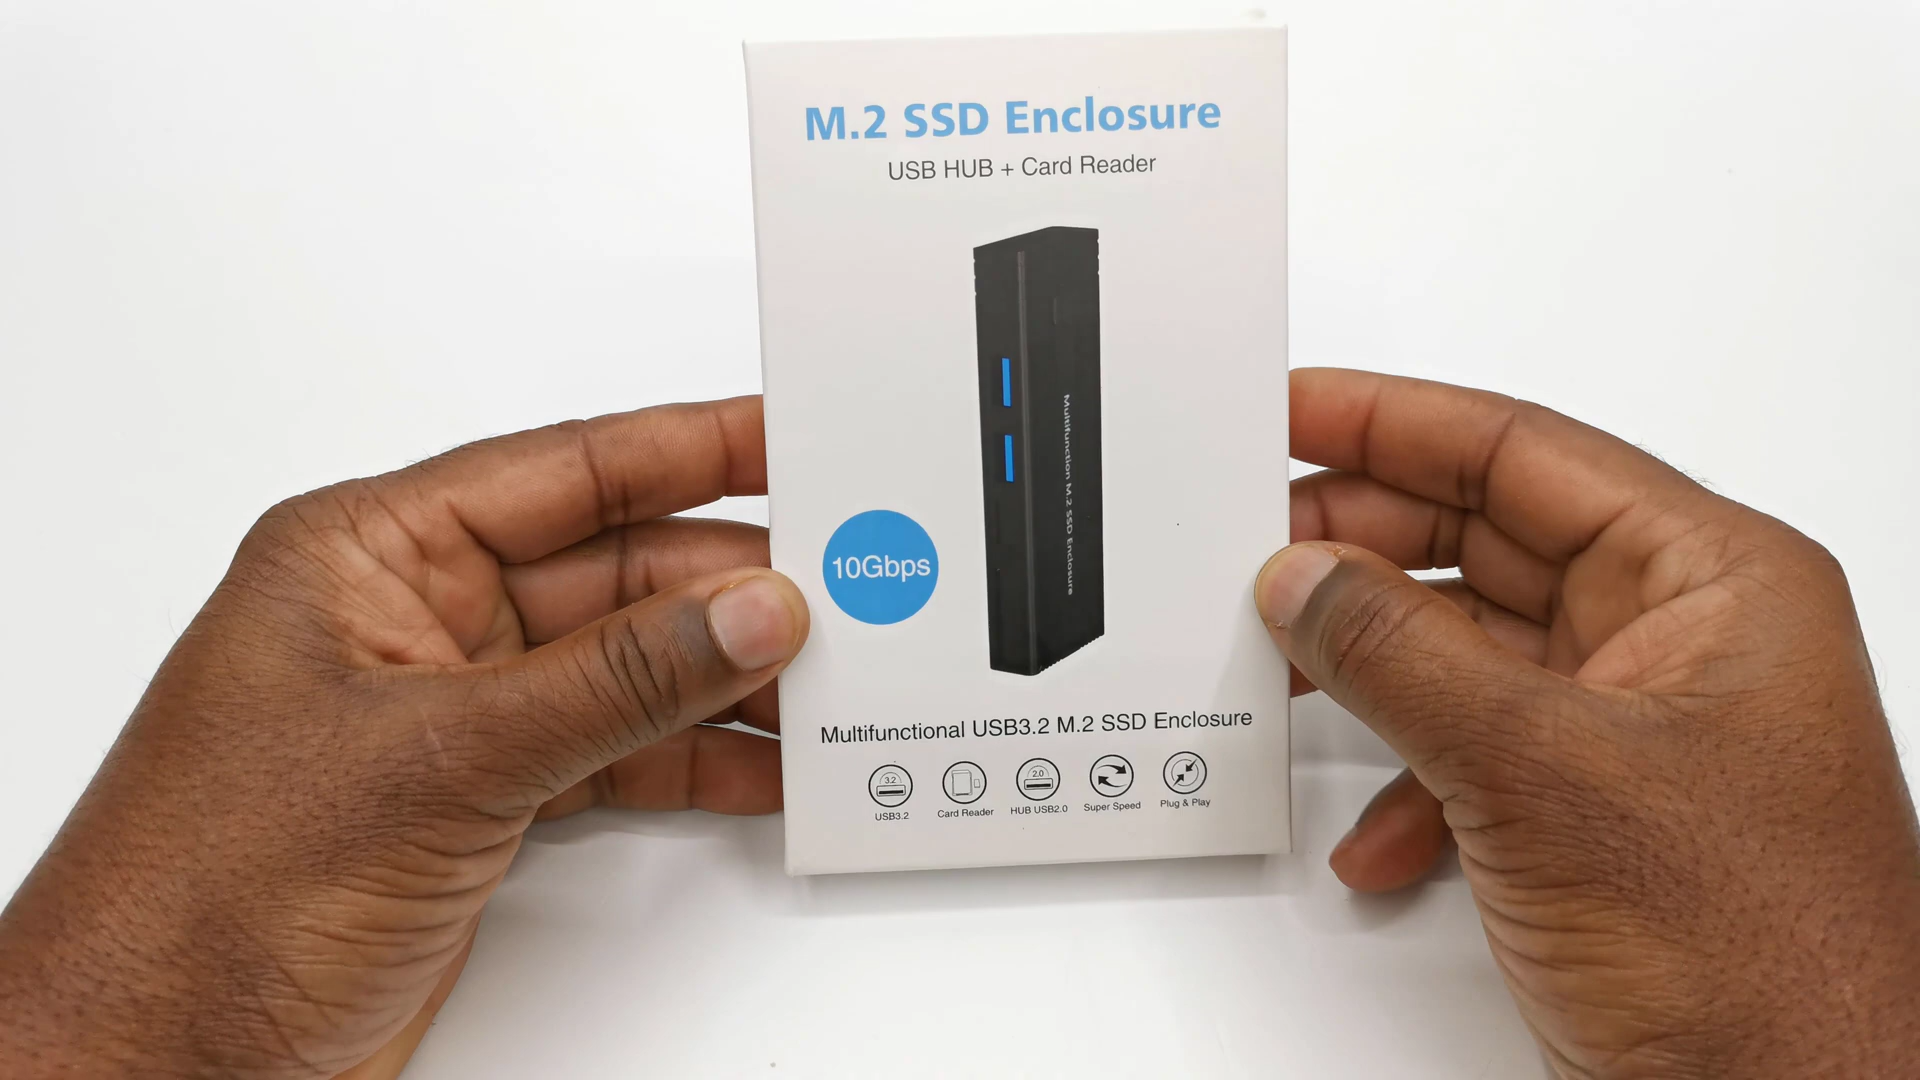 M.2 SSD Enclosure
USB HUB + Card Reader
Multifunction M.2 SSD Enclosure
10Gbps
Multifunctional USB3.2 M.2 SSD Enclosure
3.2
2.0
USB3.2
Card Reader
HUB USB2.0
Super Speed
Plug & Play